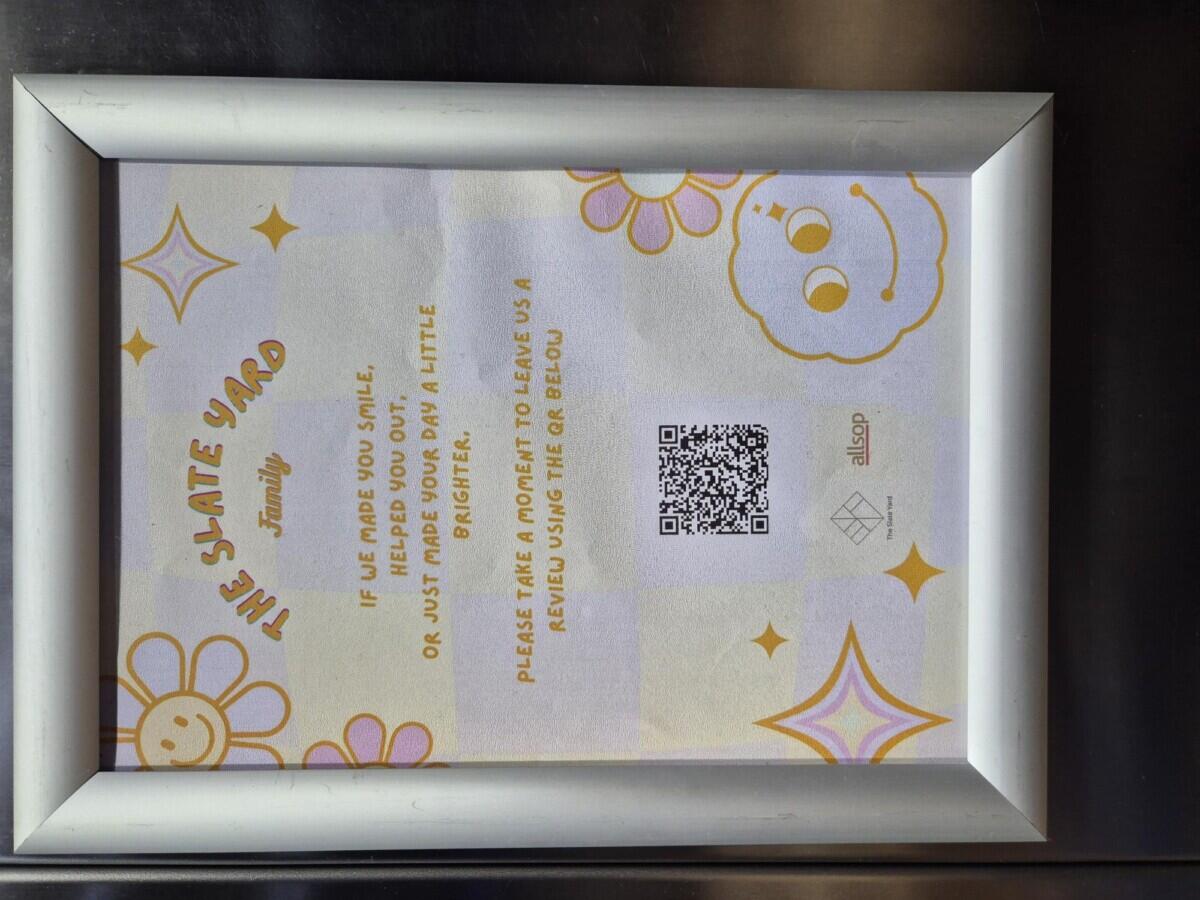 THE SLATE YARD
Family
IF WE MADE YOU SMILE,
HELPED YOU OUT,
OR JUST MADE YOUR DAY A LITTLE
BRIGHTER,
PLEASE TAKE A MOMENT TO LEAVE US A
REVIEW USING THE QR BELOW
The Slate Yard
allsop